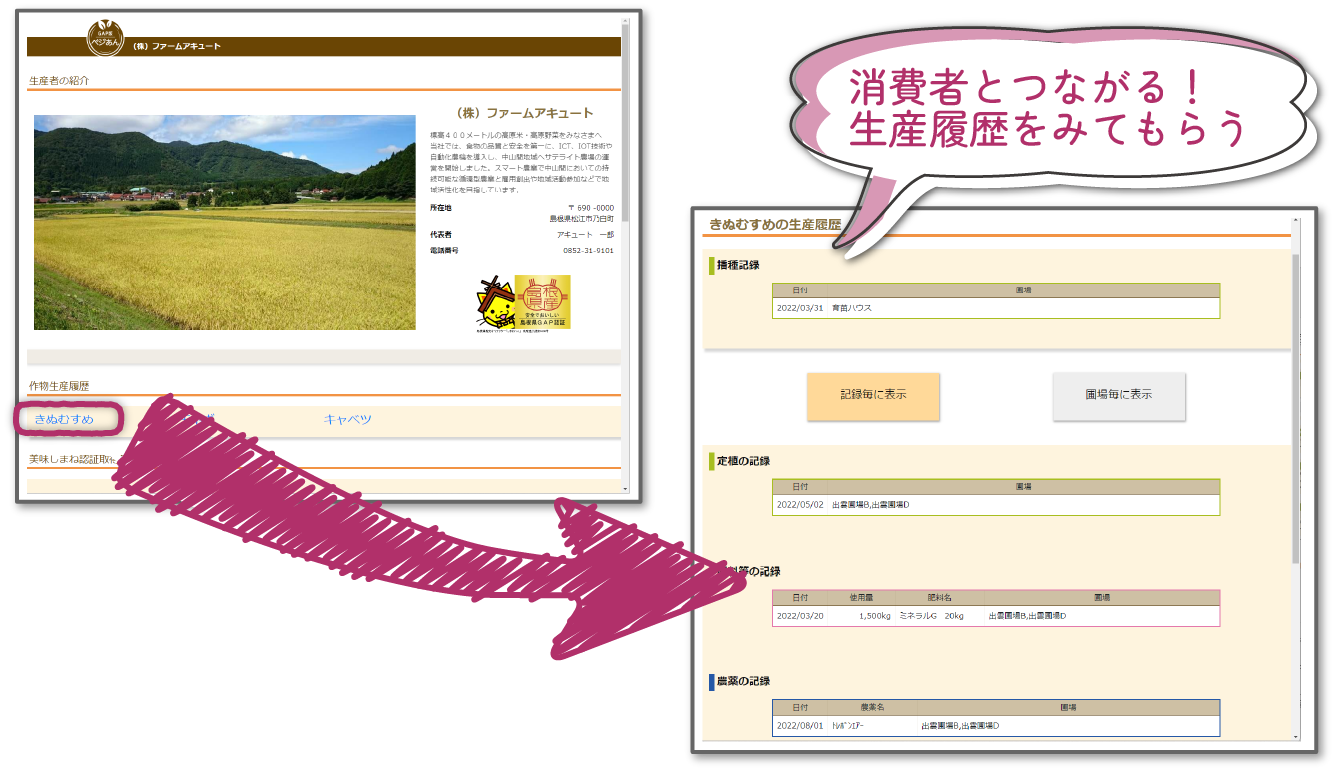 GAP版
ベジあん
(株)ファームアキュート
生産者の紹介
(株)ファームアキュート
標高400メートルの高原米・高原野菜をみなさまへ
当社では、食物の品質と安全を第一に、ICT、IOT技術や
自動化農機を導入し、中山間地域へサテライト農場の運
営を開始しました。スマート農業で中山間においての持
続可能な循環型農業と雇用創出や地域活動参加などで地
域活性化を目指しています。
所在地 〒690-0000
島根県松江市乃白町
代表者 アキュート 一郎
電話番号 0852-31-9101
島根
県産
安全でおいしい
島根県GAP認証
作物生産履歴
きぬむすめ
キャベツ
美味しまね認証取
消費者とつながる!
生産履歴をみてもらう
きぬむすめの生産履歴
播種記録
日付 圃場
2022/03/31 育苗ハウス
記録毎に表示 圃場毎に表示
定植の記録
日付 圃場
2022/05/02 出雲圃場B,出雲圃場D
料等の記録
日付 使用量 肥料名 圃場
2022/03/20 1,500kg ミネラルG 20kg 出雲圃場B,出雲圃場D
農薬の記録
日付 農薬名 圃場
2022/08/01 ﾄﾚﾎﾞﾝｴｱｰ 出雲圃場B,出雲圃場D